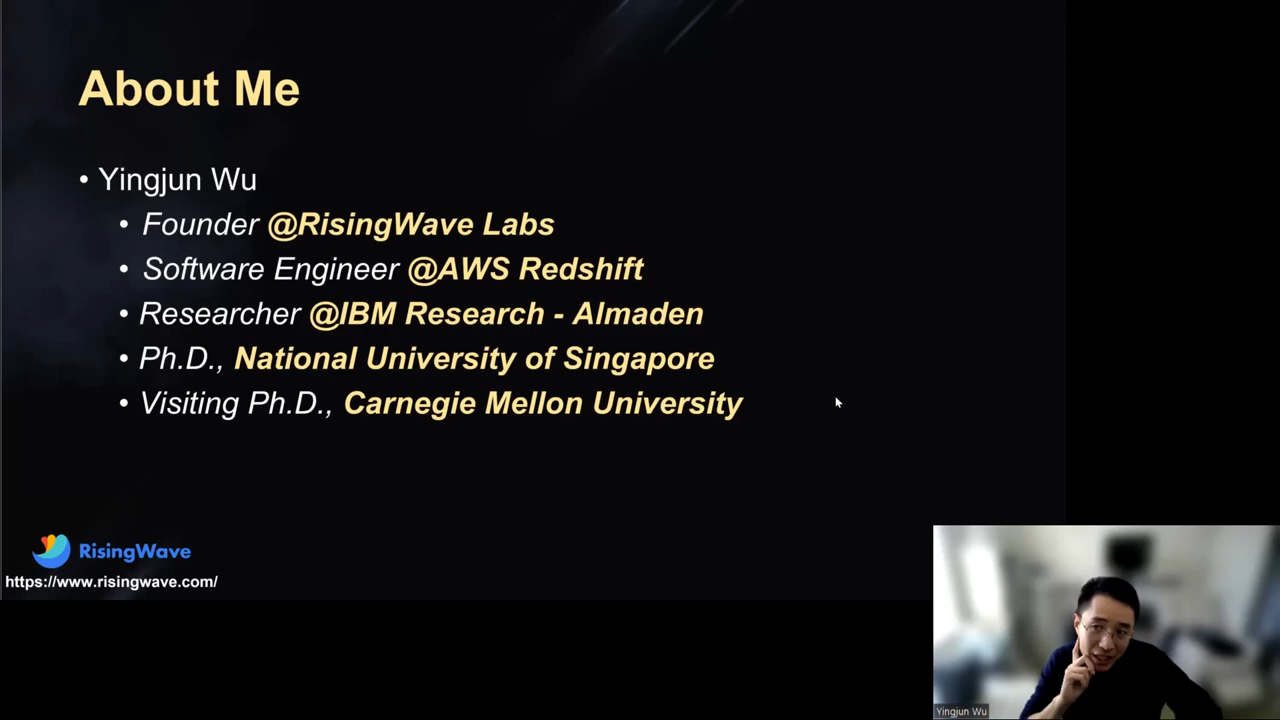 About Me
• Yingjun Wu
• Founder @RisingWave Labs
• Software Engineer @AWS Redshift
• Researcher @IBM Research - Almaden
• Ph.D., National University of Singapore
• Visiting Ph.D., Carnegie Mellon University
RisingWave
https://www.risingwave.com/
Yingjun Wu